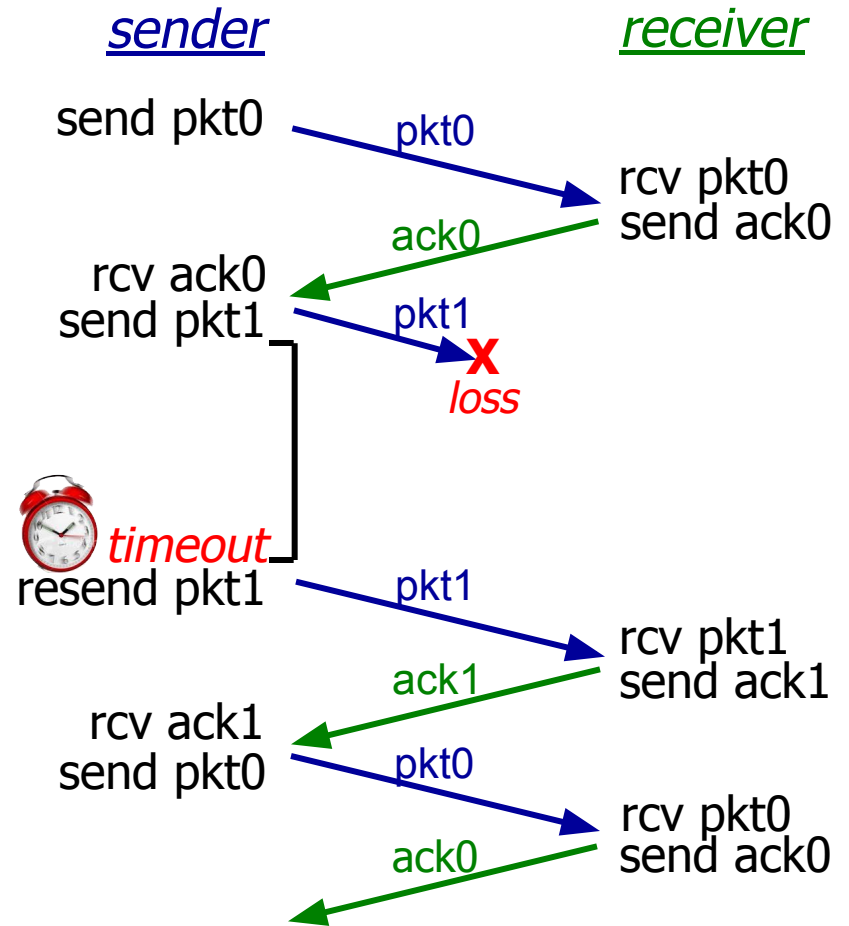 sender
receiver
send pkt0
pkt0
rcv pkt0
send ack0
ack0
rcv ack0
send pkt1
pkt1
X
loss
timeout
resend pkt1
pkt1
rcv pkt1
send ack1
ack1
rcv ack1
send pkt0
pkt0
rcv pkt0
send ack0
ack0